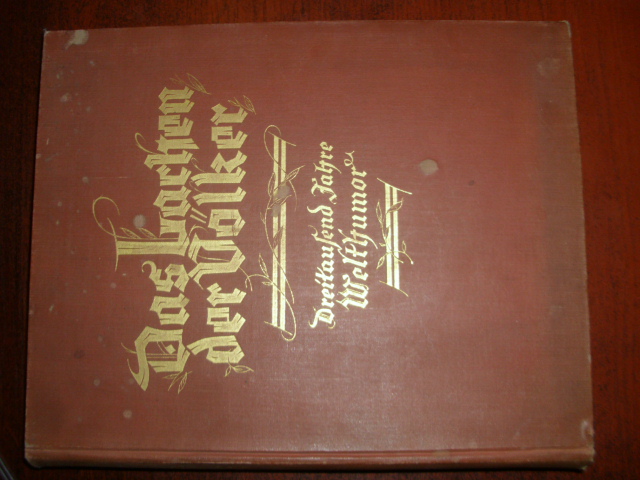 Das Lachen
der Völker
Dreitausend Jahre
Welthumor